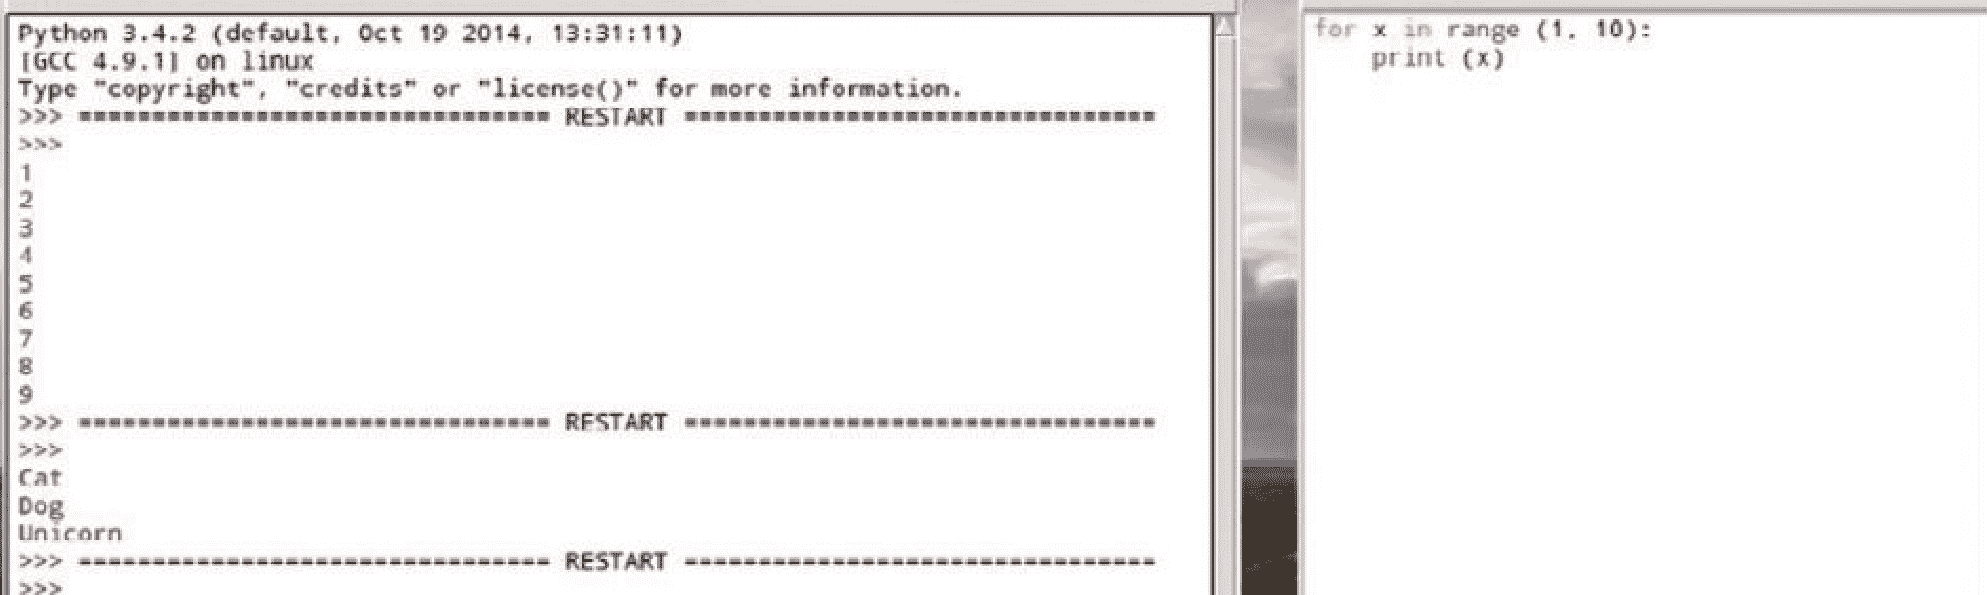 Python 3.4.2 (default, Oct 19 2014, 13:31:11)
[GCC 4.9.1] on linux
Type "copyright", "credits" or "license()" for more information.
>>> ================================ RESTART ================================
>>>
1
2
3
4
5
6
7
8
9
>>> ================================ RESTART ================================
>>>
Cat
Dog
Unicorn
>>> ================================ RESTART ================================
>>>
for x in range (1, 10):
    print (x)